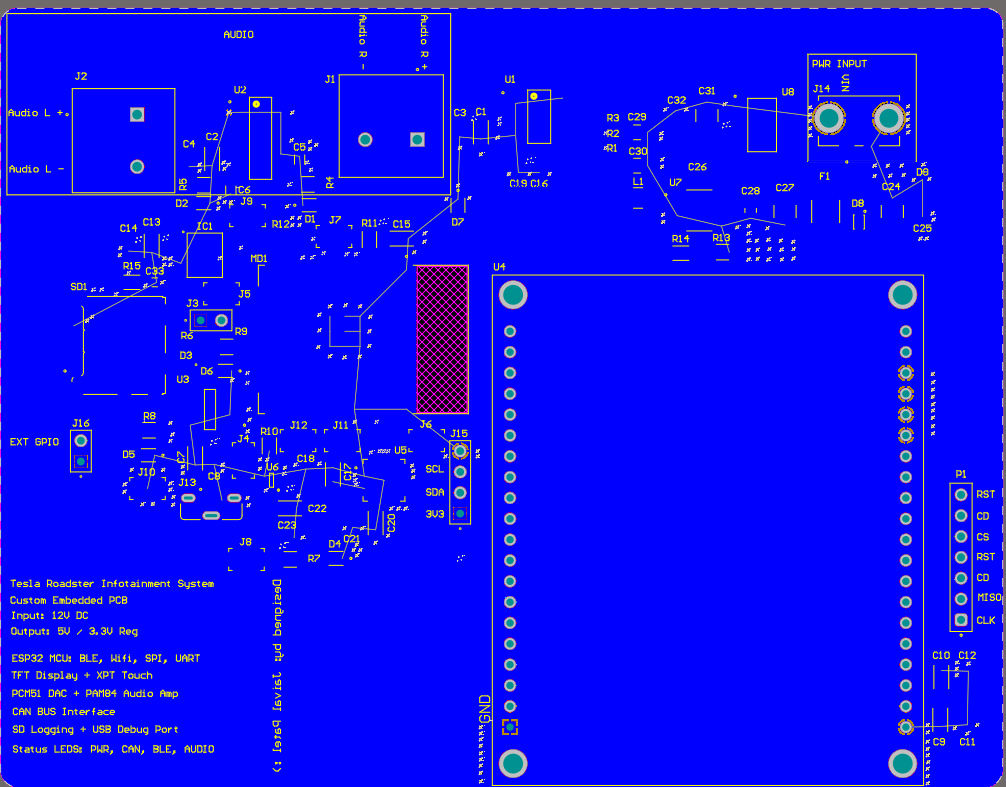 AUDIO
Audio R -
Audio R +
J2
U2
J1
U1
C3 C1
Audio L +
Audio L -
C4
C2
C5
R5
R4
IC6
D2
J9
D1
R12
J7
R11
C15
D7
C19 C16
PWR INPUT
VIN
J14
U8
C31
C32
R3
C29
R2
R1
C30
C26
L1
U7
C28
C27
F1
D8
C24
D8
C25
R14
R13
C14
C13
IC1
R15
C33
MD1
SD1
J5
J3
R6
R9
D3
D6
U3
U4
J16
EXT GPIO
R8
D5
J10
C7
J13
C8
J4
R10
U6
J12
J11
C18
C17
C22
C23
C21
C20
U5
J6
J15
SCL
SDA
3V3
J8
R7
D4
P1
RST
CD
CS
RST
CD
MISO
CLK
C10
C12
C9
C11
GND
Tesla Roadster Infotainment System
Custom Embedded PCB
Input: 12V DC
Output: 5V / 3.3V Reg
ESP32 MCU: BLE, Wifi, SPI, UART
TFT Display + XPT Touch
PCM51 DAC + PAM84 Audio Amp
CAN BUS Interface
SD Logging + USB Debug Port
Status LEDS: PWR, CAN, BLE, AUDIO
Designed by: Jaival Patel :)